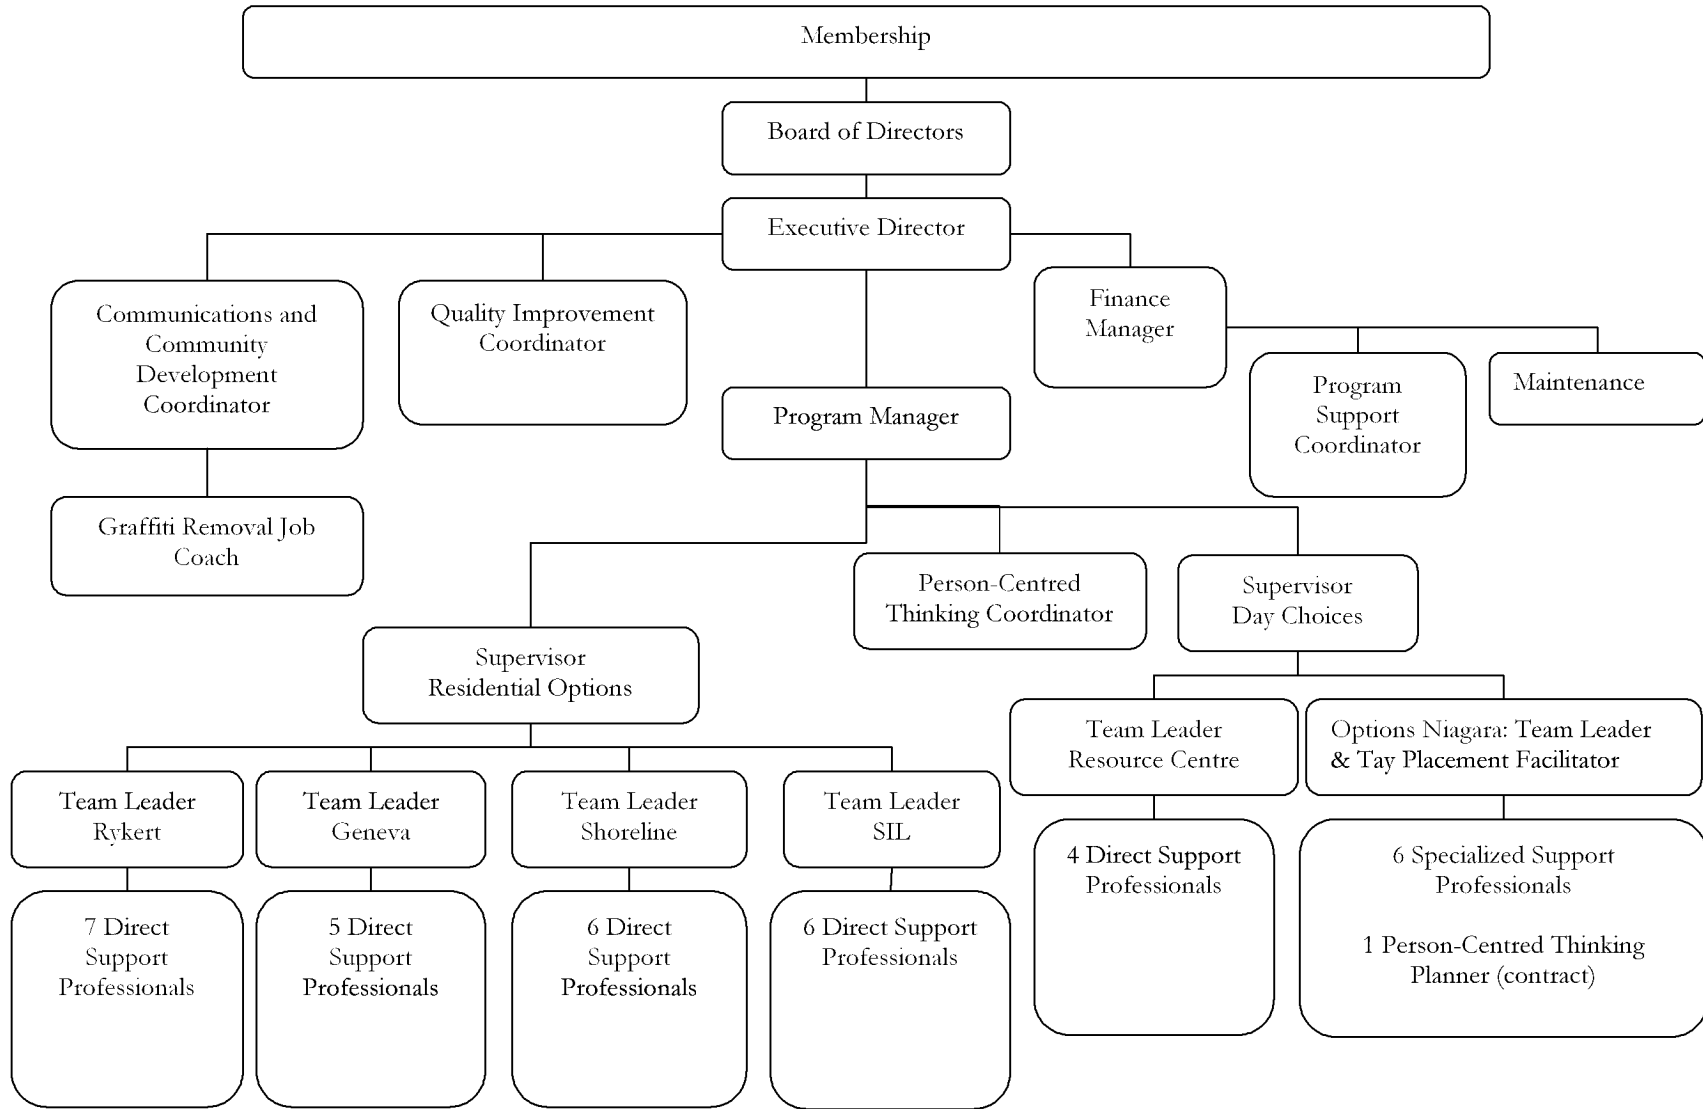 Membership
Board of Directors
Executive Director
Communications and
Community
Development
Coordinator
Quality Improvement
Coordinator
Finance
Manager
Program Manager
Program
Support
Coordinator
Maintenance
Graffiti Removal Job
Coach
Person-Centred
Thinking Coordinator
Supervisor
Day Choices
Supervisor
Residential Options
Team Leader
Resource Centre
Options Niagara: Team Leader
& Tay Placement Facilitator
Team Leader
Rykert
Team Leader
Geneva
Team Leader
Shoreline
Team Leader
SIL
4 Direct Support
Professionals
6 Specialized Support
Professionals
1 Person-Centred Thinking
Planner (contract)
7 Direct
Support
Professionals
5 Direct
Support
Professionals
6 Direct
Support
Professionals
6 Direct Support
Professionals